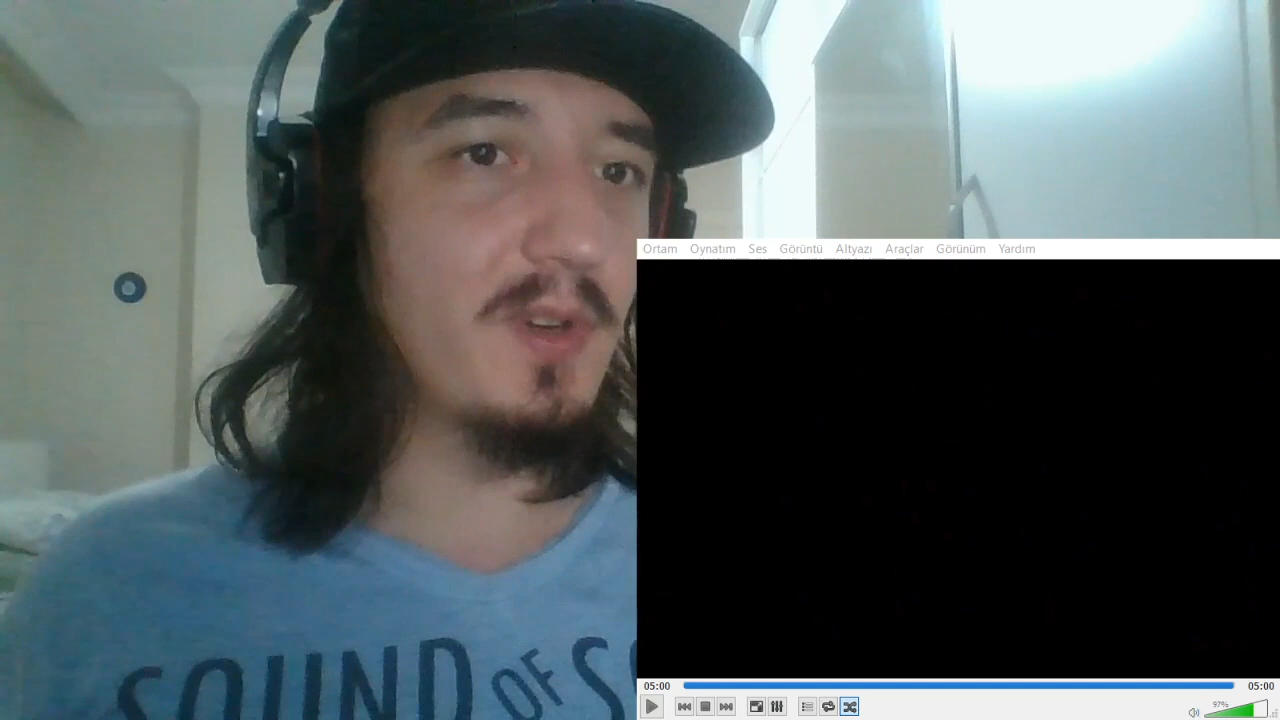 Ortam Oynatım Ses Görüntü Altyazı Araçlar Görünüm Yardım
05:00 05:00
97%
SOUND OF